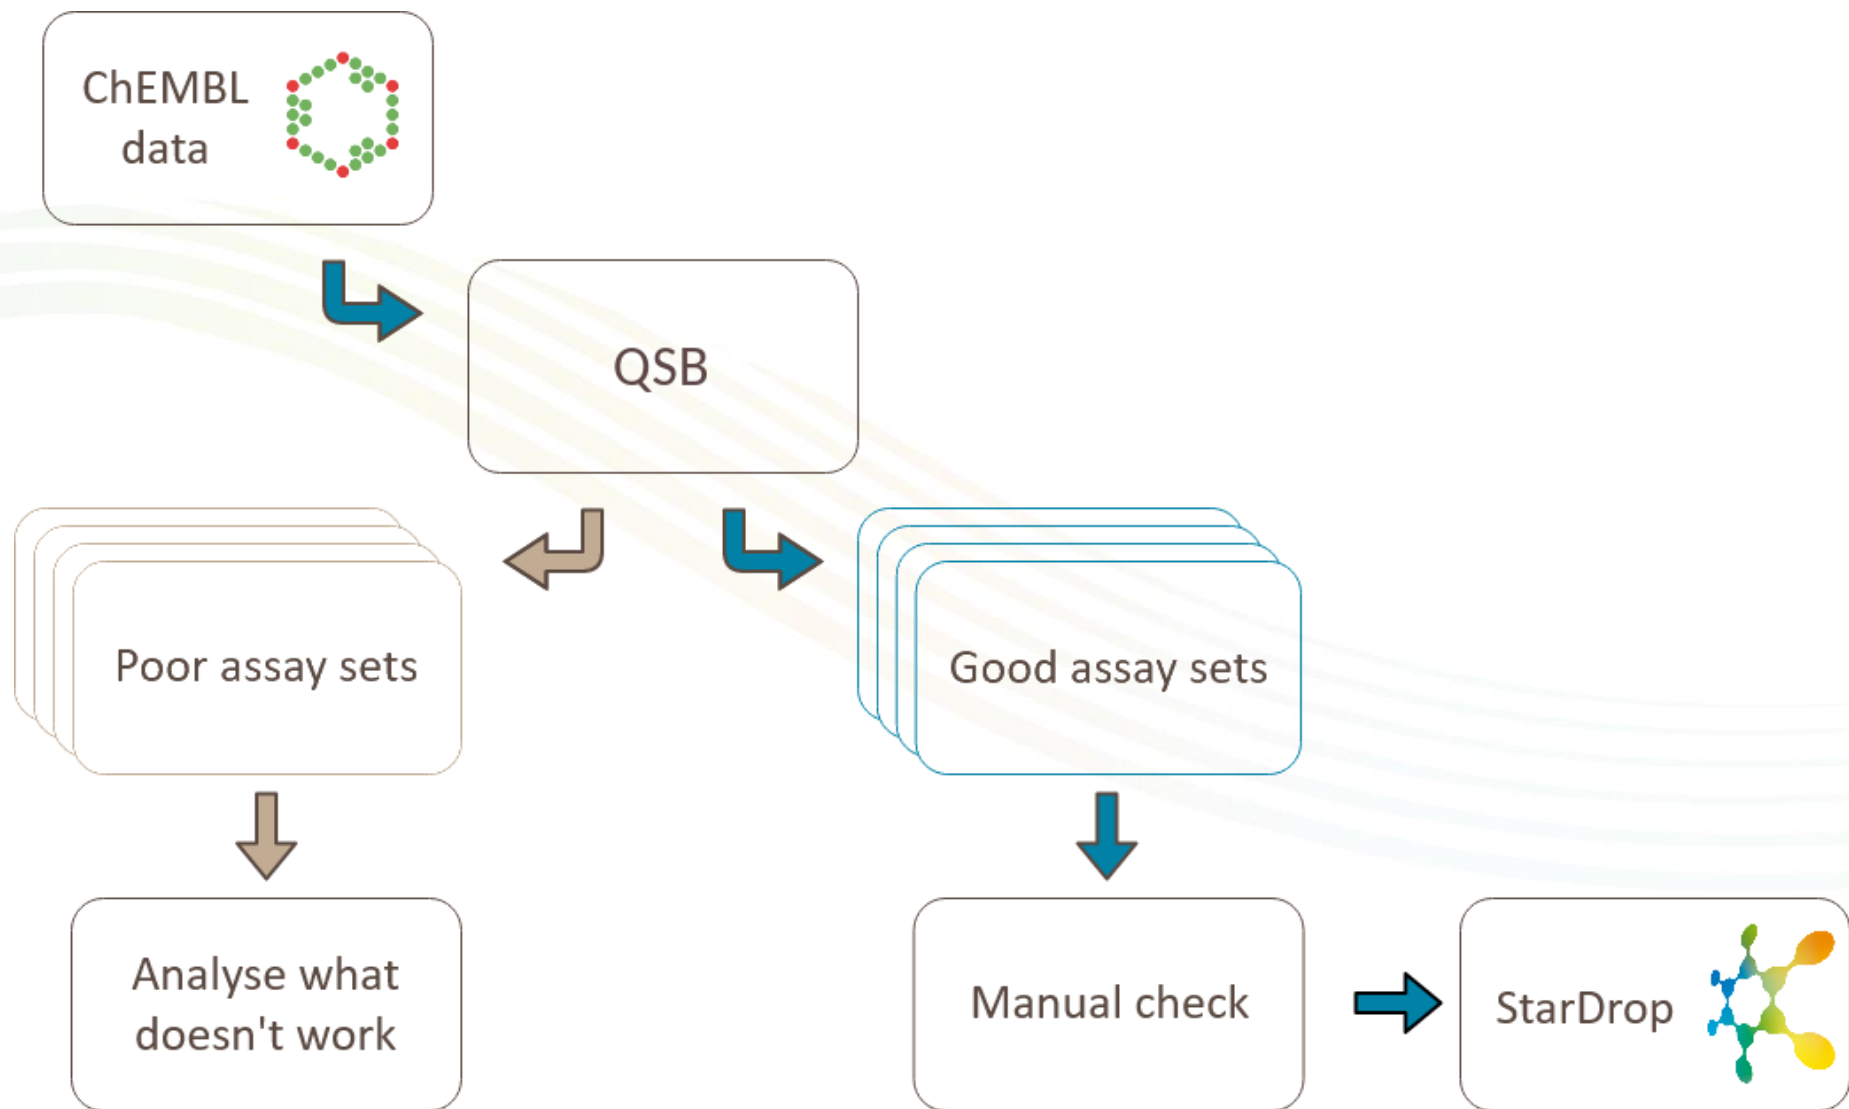 ChEMBL
data
QSB
Poor assay sets
Good assay sets
Analyse what
doesn't work
Manual check
StarDrop